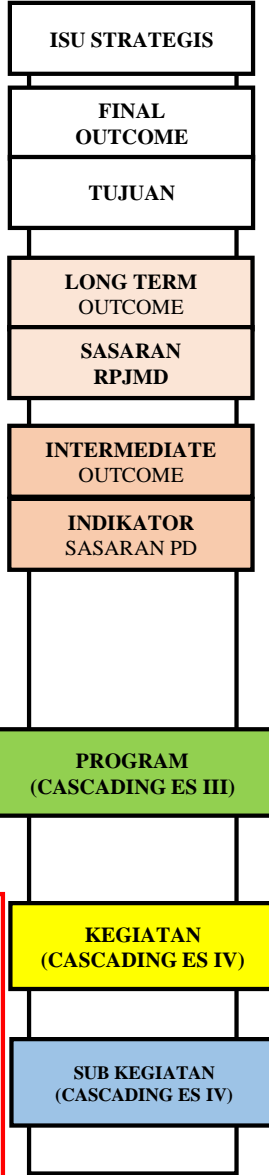 ISU STRATEGIS
FINAL
OUTCOME
TUJUAN
LONG TERM
OUTCOME
SASARAN
RPJMD
INTERMEDIATE
OUTCOME
INDIKATOR
SASARAN PD
PROGRAM
(CASCADING ES III)
KEGIATAN
(CASCADING ES IV)
SUB KEGIATAN
(CASCADING ES IV)